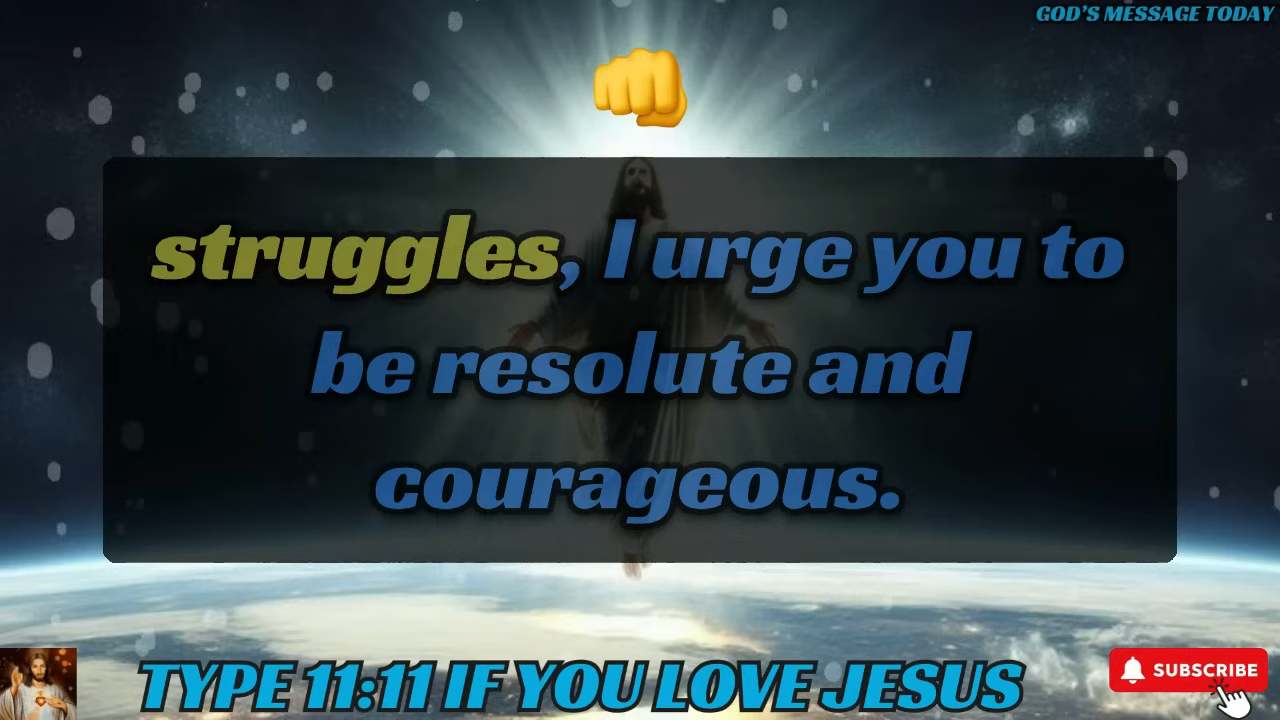 GOD'S MESSAGE TODAY
struggles, I urge you to
be resolute and
courageous.
TYPE 11:11 IF YOU LOVE JESUS
SUBSCRIBE